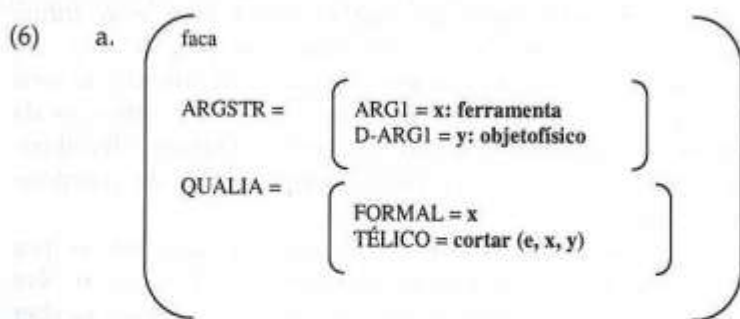 (6) a. faca
ARGSTR = ARG1 = x: ferramenta
D-ARG1 = y: objetofísico
QUALIA =
FORMAL = x
TÉLICO = cortar (e, x, y)